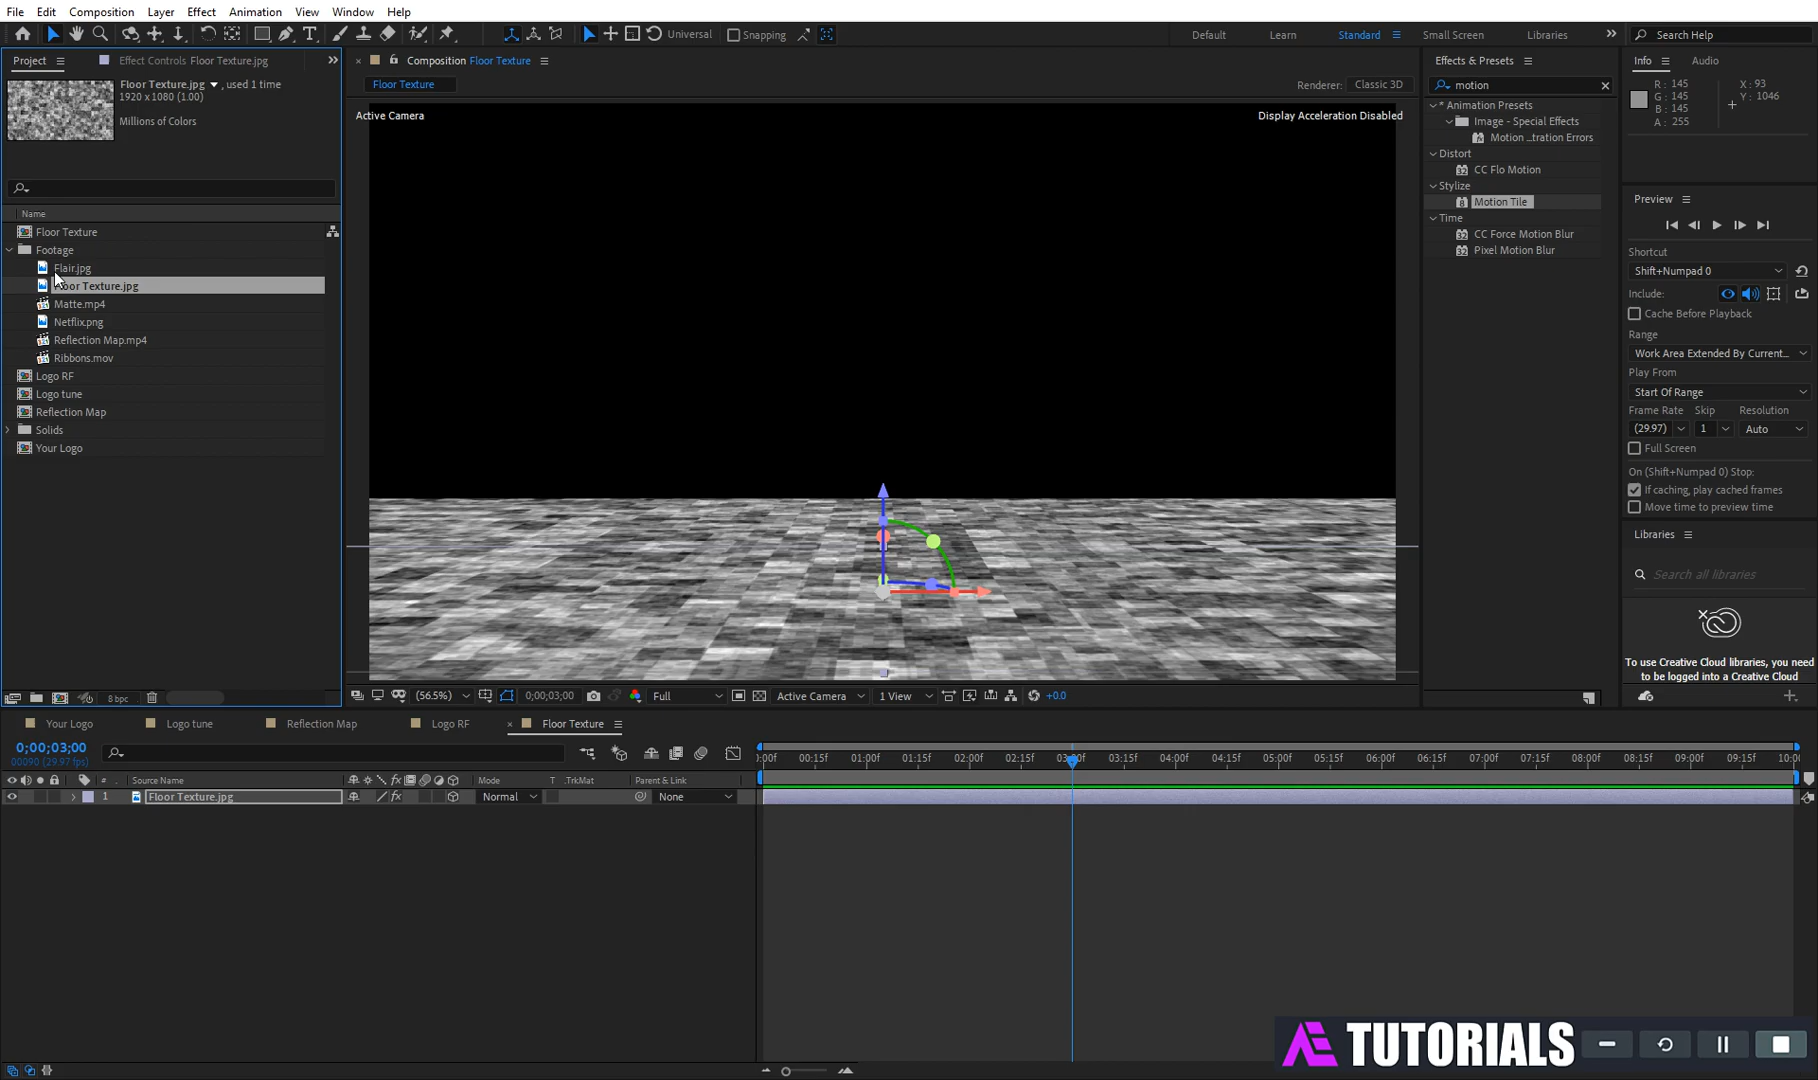 File Edit Composition Layer Effect Animation View Window Help
Universal Snapping Default Learn Standard Small Screen Libraries Search Help
Project Effect Controls Floor Texture.jpg
Floor Texture.jpg , used 1 time
1920 x 1080 (1.00)
Millions of Colors
Name
Floor Texture
Footage
Flair.jpg
Floor Texture.jpg
Matte.mp4
Netflix.png
Reflection Map.mp4
Ribbons.mov
Logo RF
Logo tune
Reflection Map
Solids
Your Logo
8 bpc
Composition Floor Texture
Floor Texture
Renderer: Classic 3D
Active Camera
Display Acceleration Disabled
(56.5%) 0;00;03;00 Full Active Camera 1 View +0.0
Effects & Presets
motion
* Animation Presets
Image - Special Effects
Motion ...tration Errors
Distort
CC Flo Motion
Stylize
Motion Tile
Time
CC Force Motion Blur
Pixel Motion Blur
Info Audio
R : 145 X : 93
G : 145 Y : 1046
B : 145
A : 255
Preview
Shortcut
Shift+Numpad 0
Include:
Cache Before Playback
Range
Work Area Extended By Current...
Play From
Start Of Range
Frame Rate Skip Resolution
(29.97) 1 Auto
Full Screen
On (Shift+Numpad 0) Stop:
If caching, play cached frames
Move time to preview time
Libraries
Search all libraries
To use Creative Cloud libraries, you need
to be logged into a Creative Cloud
Your Logo Logo tune Reflection Map Logo RF Floor Texture
0;00;03;00
00090 (29.97 fps)
:00f 00:15f 01:00f 01:15f 02:00f 02:15f 03:00f 03:15f 04:00f 04:15f 05:00f 05:15f 06:00f 06:15f 07:00f 07:15f 08:00f 08:15f 09:00f 09:15f 10:0
# Source Name fx Mode T .TrkMat Parent & Link
1 Floor Texture.jpg fx Normal None
AE TUTORIALS